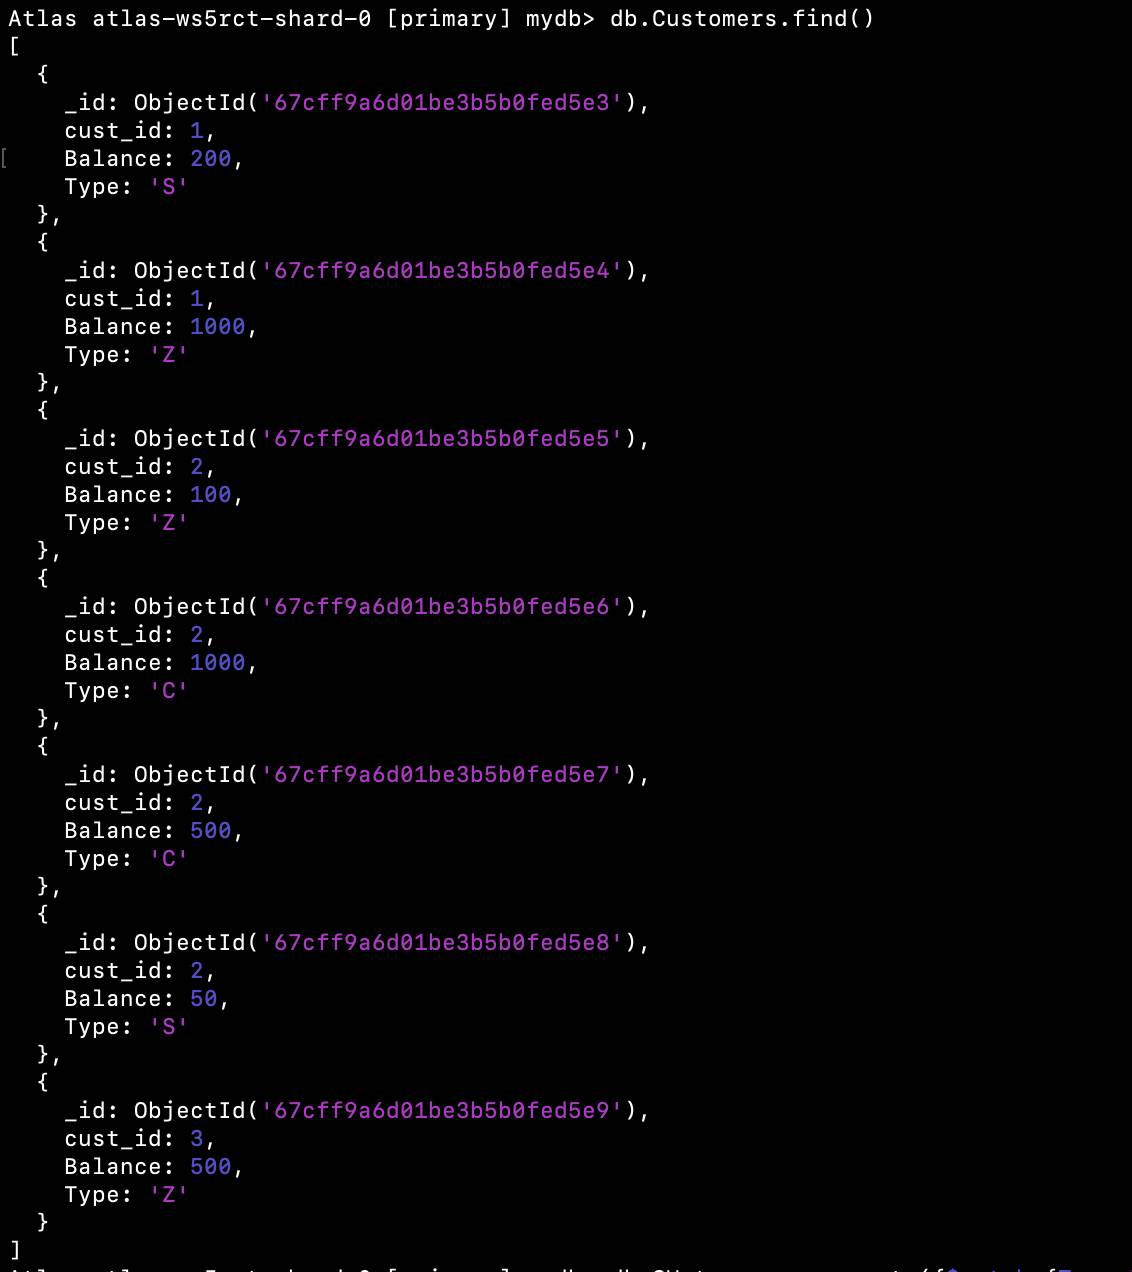 Atlas atlas-ws5rct-shard-0 [primary] mydb> db.Customers.find()
[
  {
    _id: ObjectId('67cff9a6d01be3b5b0fed5e3'),
    cust_id: 1,
    Balance: 200,
    Type: 'S'
  },
  {
    _id: ObjectId('67cff9a6d01be3b5b0fed5e4'),
    cust_id: 1,
    Balance: 1000,
    Type: 'Z'
  },
  {
    _id: ObjectId('67cff9a6d01be3b5b0fed5e5'),
    cust_id: 2,
    Balance: 100,
    Type: 'Z'
  },
  {
    _id: ObjectId('67cff9a6d01be3b5b0fed5e6'),
    cust_id: 2,
    Balance: 1000,
    Type: 'C'
  },
  {
    _id: ObjectId('67cff9a6d01be3b5b0fed5e7'),
    cust_id: 2,
    Balance: 500,
    Type: 'C'
  },
  {
    _id: ObjectId('67cff9a6d01be3b5b0fed5e8'),
    cust_id: 2,
    Balance: 50,
    Type: 'S'
  },
  {
    _id: ObjectId('67cff9a6d01be3b5b0fed5e9'),
    cust_id: 3,
    Balance: 500,
    Type: 'Z'
  }
]